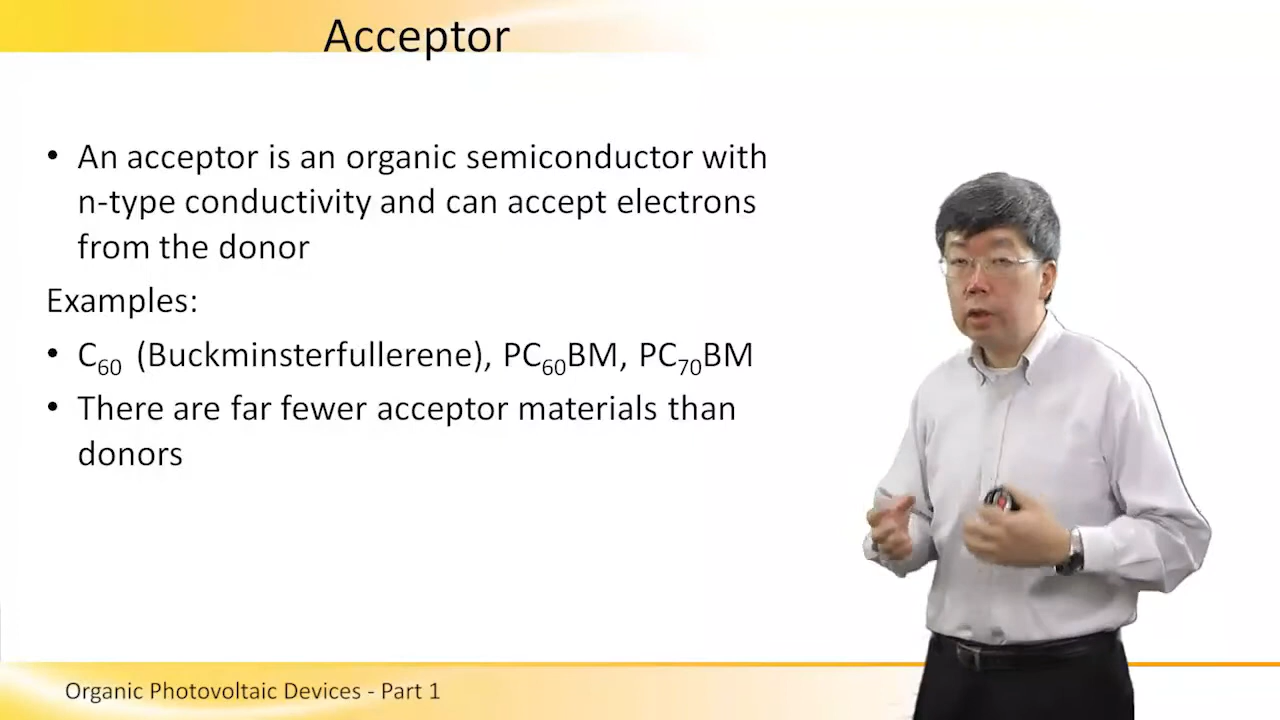 Acceptor
• An acceptor is an organic semiconductor with
n-type conductivity and can accept electrons
from the donor
Examples:
• C₆₀ (Buckminsterfullerene), PC₆₀BM, PC₇₀BM
• There are far fewer acceptor materials than
donors
Organic Photovoltaic Devices - Part 1